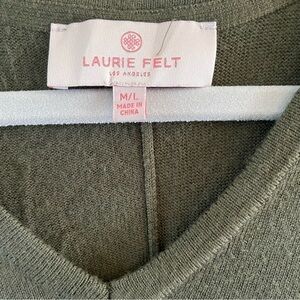 LAURIE FELT
LOS ANGELES
M/L
MADE IN
CHINA